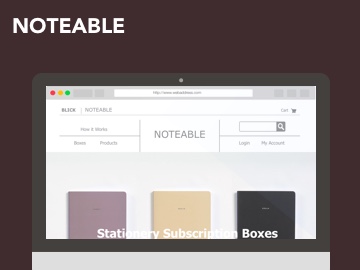 NOTEABLE
http://www.webaddress.com
BLICK | NOTEABLE
Cart
How it Works
NOTEABLE
Boxes Products
Login My Account
Stationery Subscription Boxes